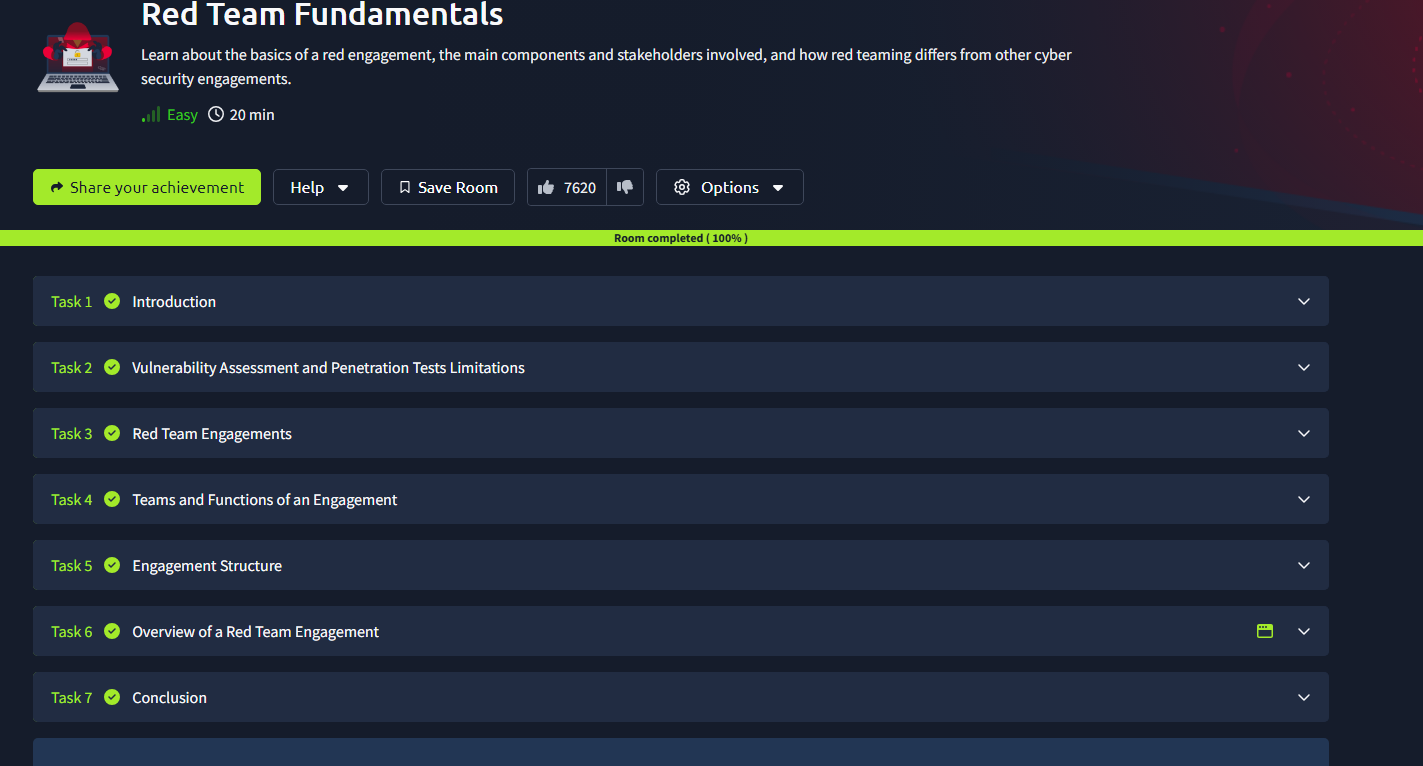 Red Team Fundamentals
Learn about the basics of a red engagement, the main components and stakeholders involved, and how red teaming differs from other cyber
security engagements.
Easy 20 min
Share your achievement Help Save Room 7620 Options
Room completed ( 100% )
Task 1 Introduction
Task 2 Vulnerability Assessment and Penetration Tests Limitations
Task 3 Red Team Engagements
Task 4 Teams and Functions of an Engagement
Task 5 Engagement Structure
Task 6 Overview of a Red Team Engagement
Task 7 Conclusion